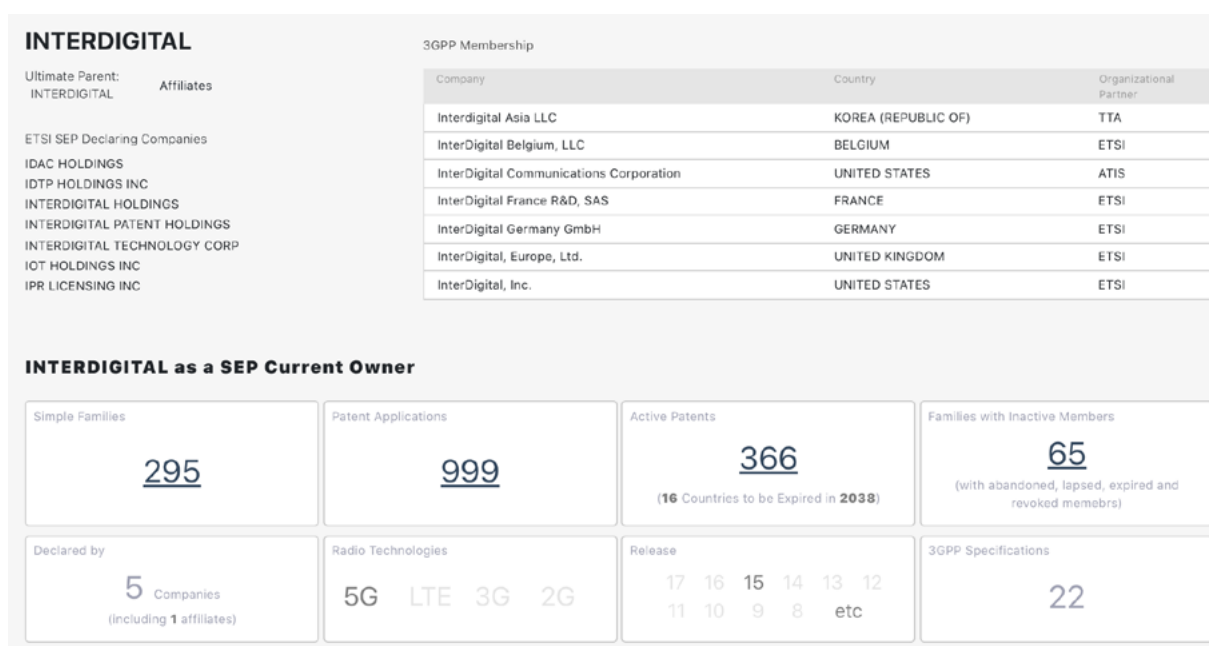 INTERDIGITAL
Ultimate Parent:
INTERDIGITAL
Affiliates
ETSI SEP Declaring Companies
IDAC HOLDINGS
IDTP HOLDINGS INC
INTERDIGITAL HOLDINGS
INTERDIGITAL PATENT HOLDINGS
INTERDIGITAL TECHNOLOGY CORP
IOT HOLDINGS INC
IPR LICENSING INC
3GPP Membership
Company Country Organizational Partner
Interdigital Asia LLC KOREA (REPUBLIC OF) TTA
InterDigital Belgium, LLC BELGIUM ETSI
InterDigital Communications Corporation UNITED STATES ATIS
InterDigital France R&D, SAS FRANCE ETSI
InterDigital Germany GmbH GERMANY ETSI
InterDigital, Europe, Ltd. UNITED KINGDOM ETSI
InterDigital, Inc. UNITED STATES ETSI
INTERDIGITAL as a SEP Current Owner
Simple Families
295
Patent Applications
999
Active Patents
366
(16 Countries to be Expired in 2038)
Families with Inactive Members
65
(with abandoned, lapsed, expired and
revoked memebrs)
Declared by
5 Companies
(including 1 affiliates)
Radio Technologies
5G LTE 3G 2G
Release
17 16 15 14 13 12
11 10 9 8 etc
3GPP Specifications
22